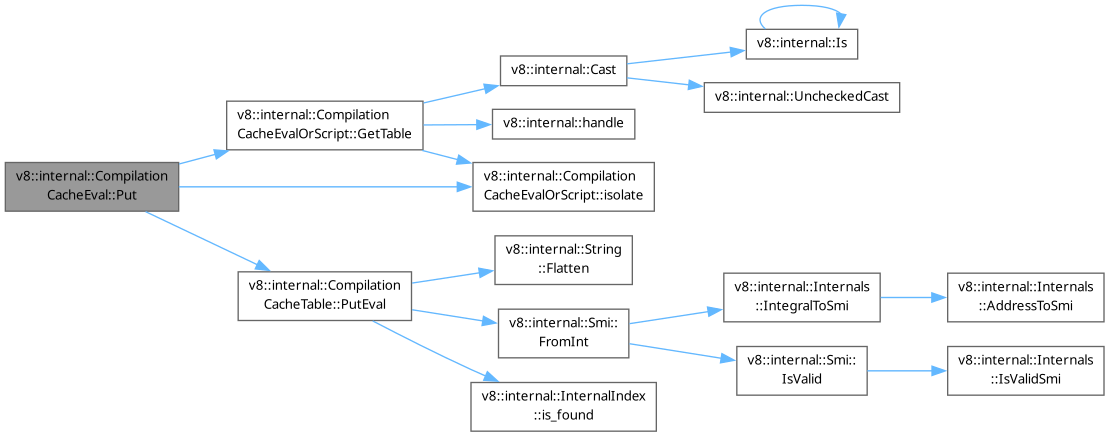 v8::internal::Compilation
CacheEval::Put
v8::internal::Compilation
CacheEvalOrScript::GetTable
v8::internal::Cast
v8::internal::Is
v8::internal::UncheckedCast
v8::internal::handle
v8::internal::Compilation
CacheEvalOrScript::isolate
v8::internal::Compilation
CacheTable::PutEval
v8::internal::String
::Flatten
v8::internal::Smi::
FromInt
v8::internal::Internals
::IntegralToSmi
v8::internal::Internals
::AddressToSmi
v8::internal::Smi::
IsValid
v8::internal::Internals
::IsValidSmi
v8::internal::InternalIndex
::is_found